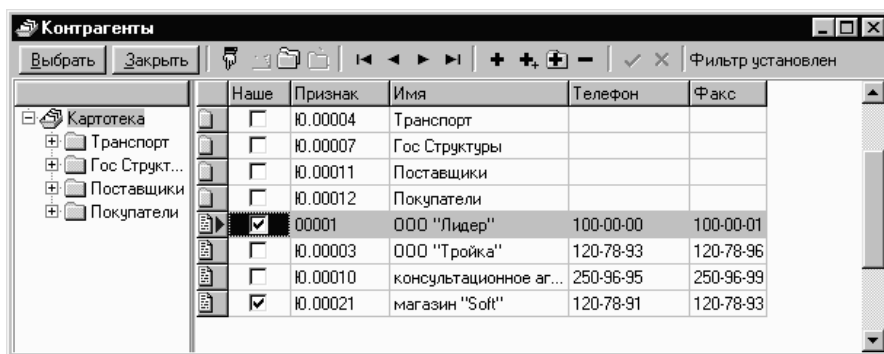 Контрагенты
Выбрать Закрыть Фильтр установлен
Наше Признак Имя Телефон Факс
Картотека
Транспорт
Гос Структ...
Поставщики
Покупатели
Ю.00004 Транспорт
Ю.00007 Гос Структуры
Ю.00011 Поставщики
Ю.00012 Покупатели
00001 ООО "Лидер" 100-00-00 100-00-01
Ю.00003 ООО "Тройка" 120-78-93 120-78-96
Ю.00010 консультационное аг... 250-96-95 250-96-99
Ю.00021 магазин "Soft" 120-78-91 120-78-93